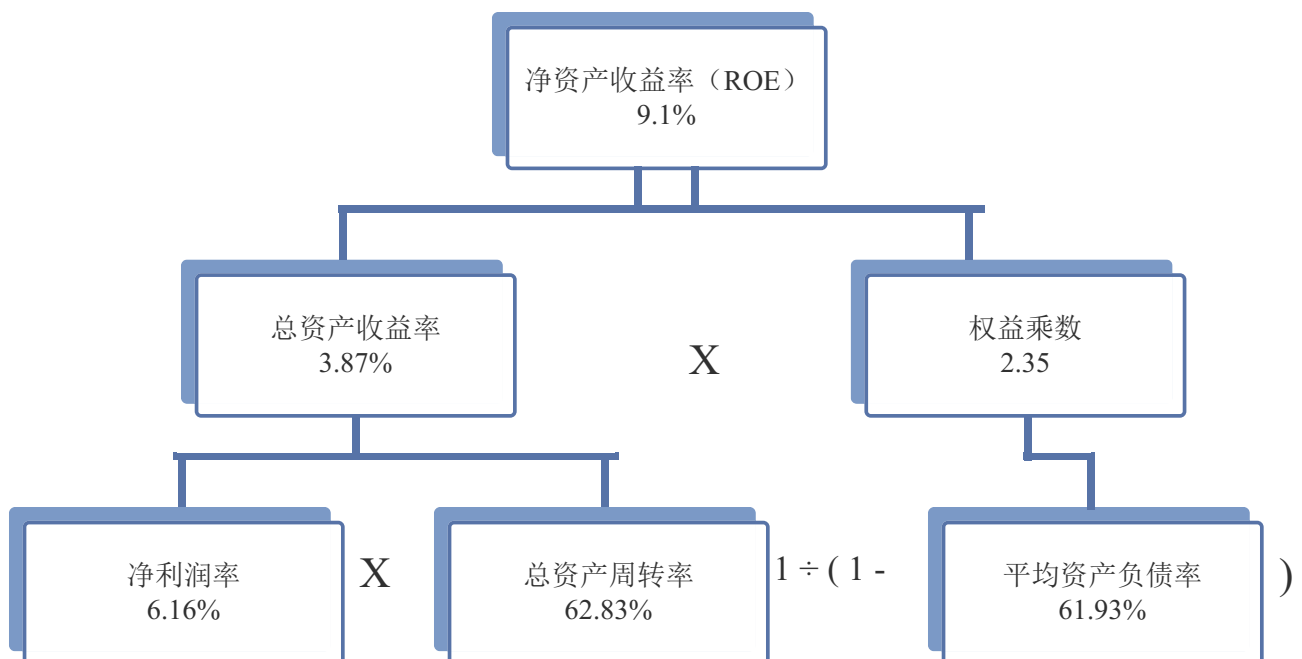 净资产收益率（ROE）
9.1%
总资产收益率
3.87%
X
权益乘数
2.35
净利润率
6.16%
X
总资产周转率
62.83%
1 ÷ ( 1 -
平均资产负债率
61.93%
)